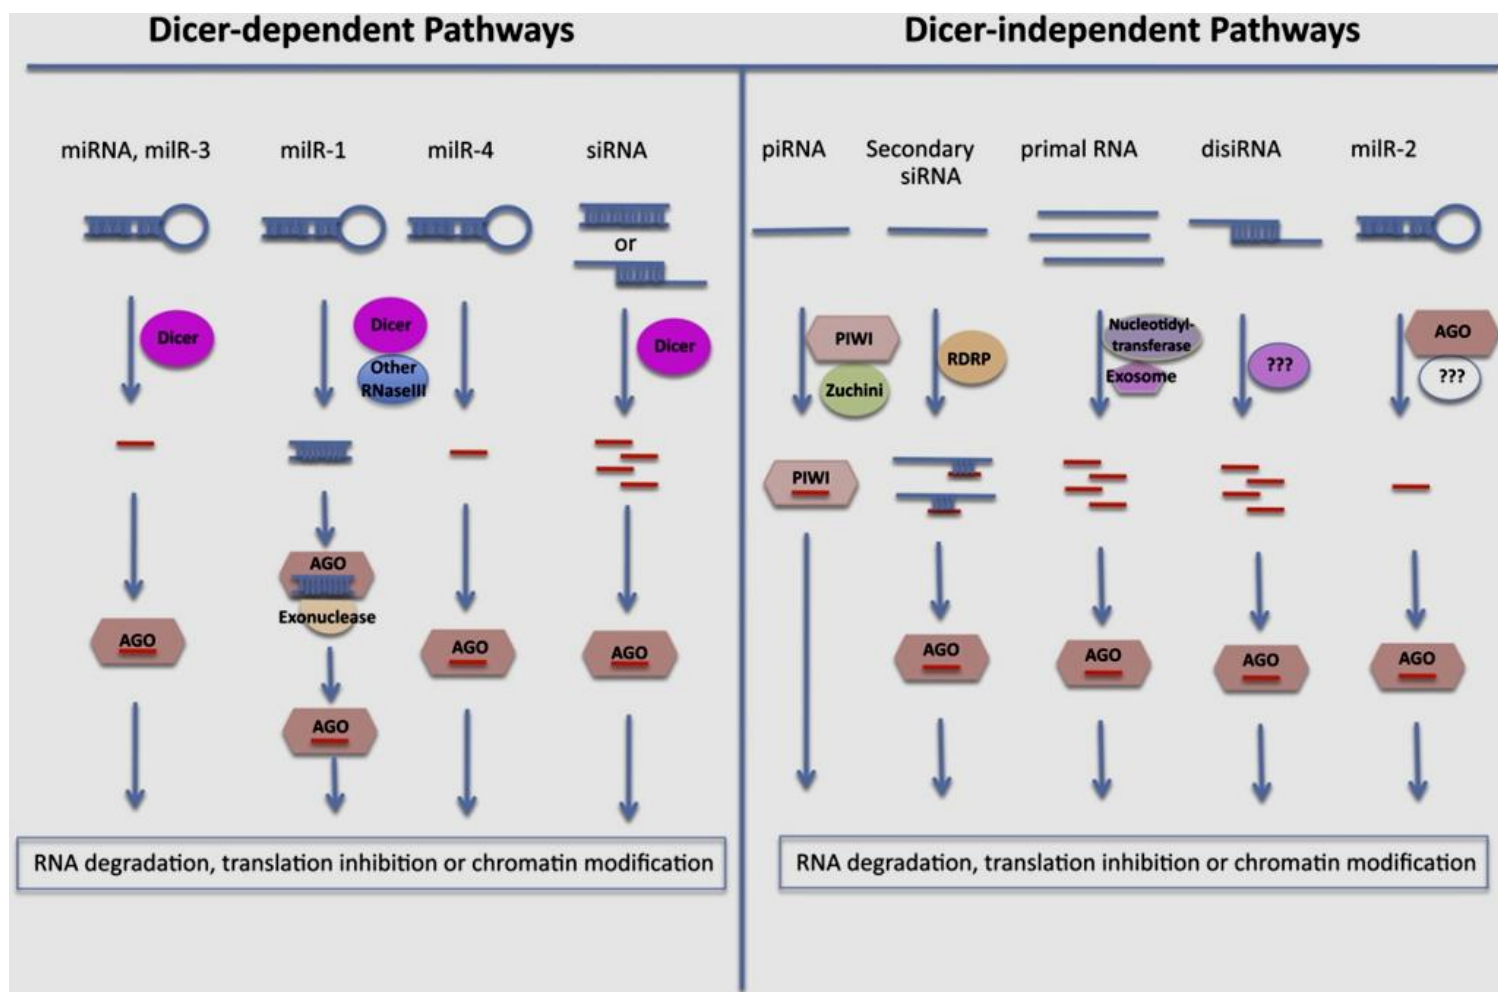 Dicer-dependent Pathways
Dicer-independent Pathways
miRNA, milR-3
milR-1
milR-4
siRNA
piRNA
Secondary
siRNA
primal RNA
disiRNA
milR-2
or
Dicer
Dicer
Other
RNaseIII
Dicer
PIWI
Zuchini
RDRP
Nucleotidyl-
transferase
Exosome
???
AGO
???
PIWI
AGO
Exonuclease
AGO
AGO
AGO
AGO
AGO
AGO
AGO
AGO
AGO
RNA degradation, translation inhibition or chromatin modification
RNA degradation, translation inhibition or chromatin modification